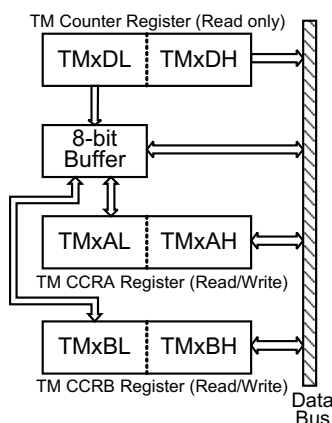 TM Counter Register (Read only)
TMxDL TMxDH
8-bit
Buffer
TMxAL TMxAH
TM CCRA Register (Read/Write)
TMxBL TMxBH
TM CCRB Register (Read/Write)
Data
Bus